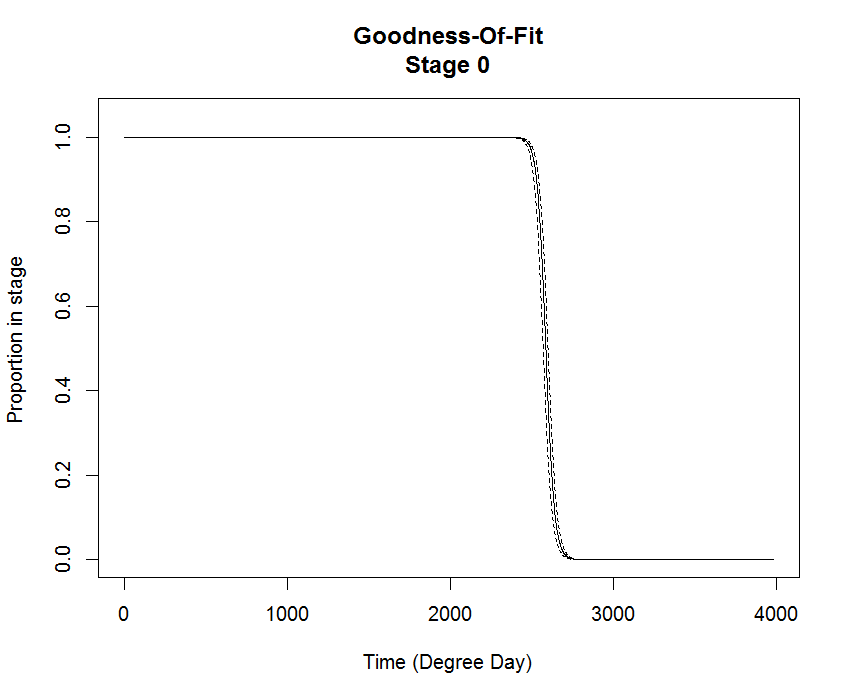 Goodness-Of-Fit
Stage 0
Proportion in stage
1.0
0.8
0.6
0.4
0.2
0.0
0 1000 2000 3000 4000
Time (Degree Day)